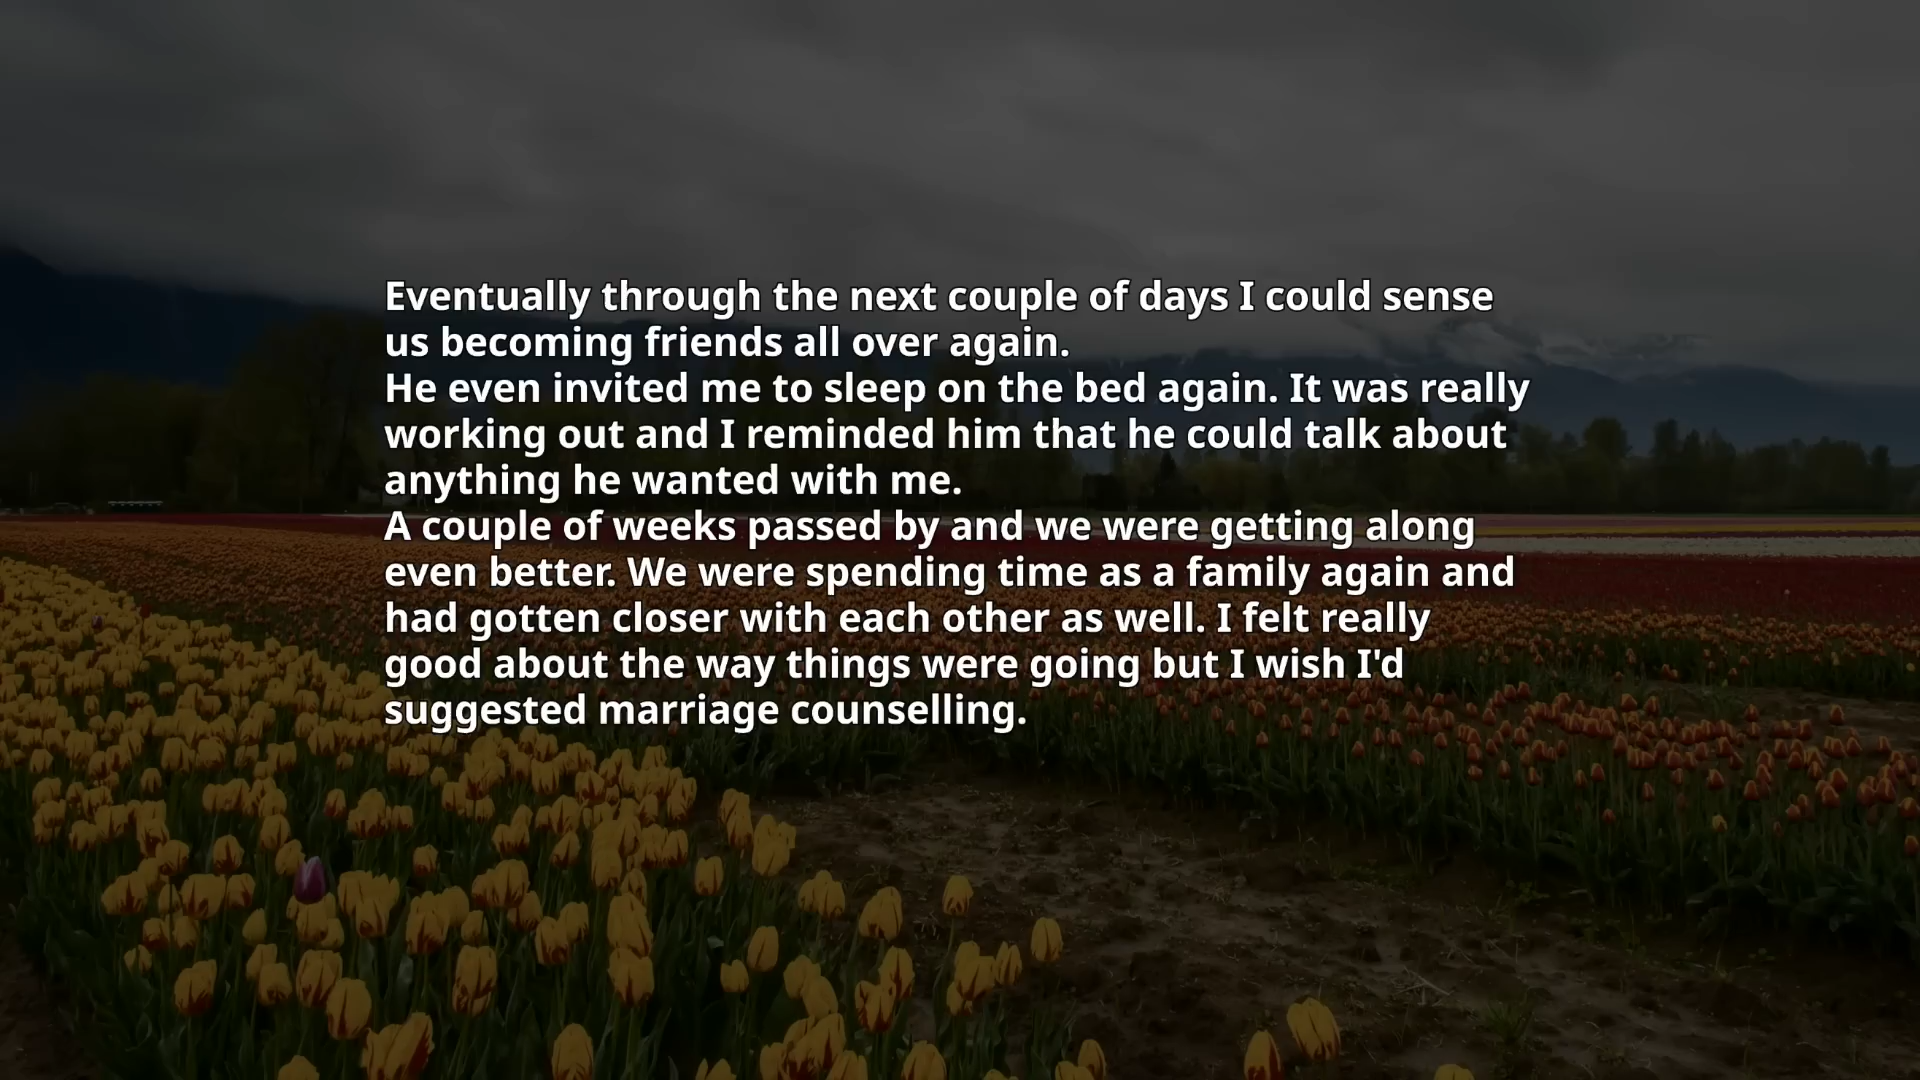 Eventually through the next couple of days I could sense
us becoming friends all over again.
He even invited me to sleep on the bed again. It was really
working out and I reminded him that he could talk about
anything he wanted with me.
A couple of weeks passed by and we were getting along
even better. We were spending time as a family again and
had gotten closer with each other as well. I felt really
good about the way things were going but I wish I'd
suggested marriage counselling.